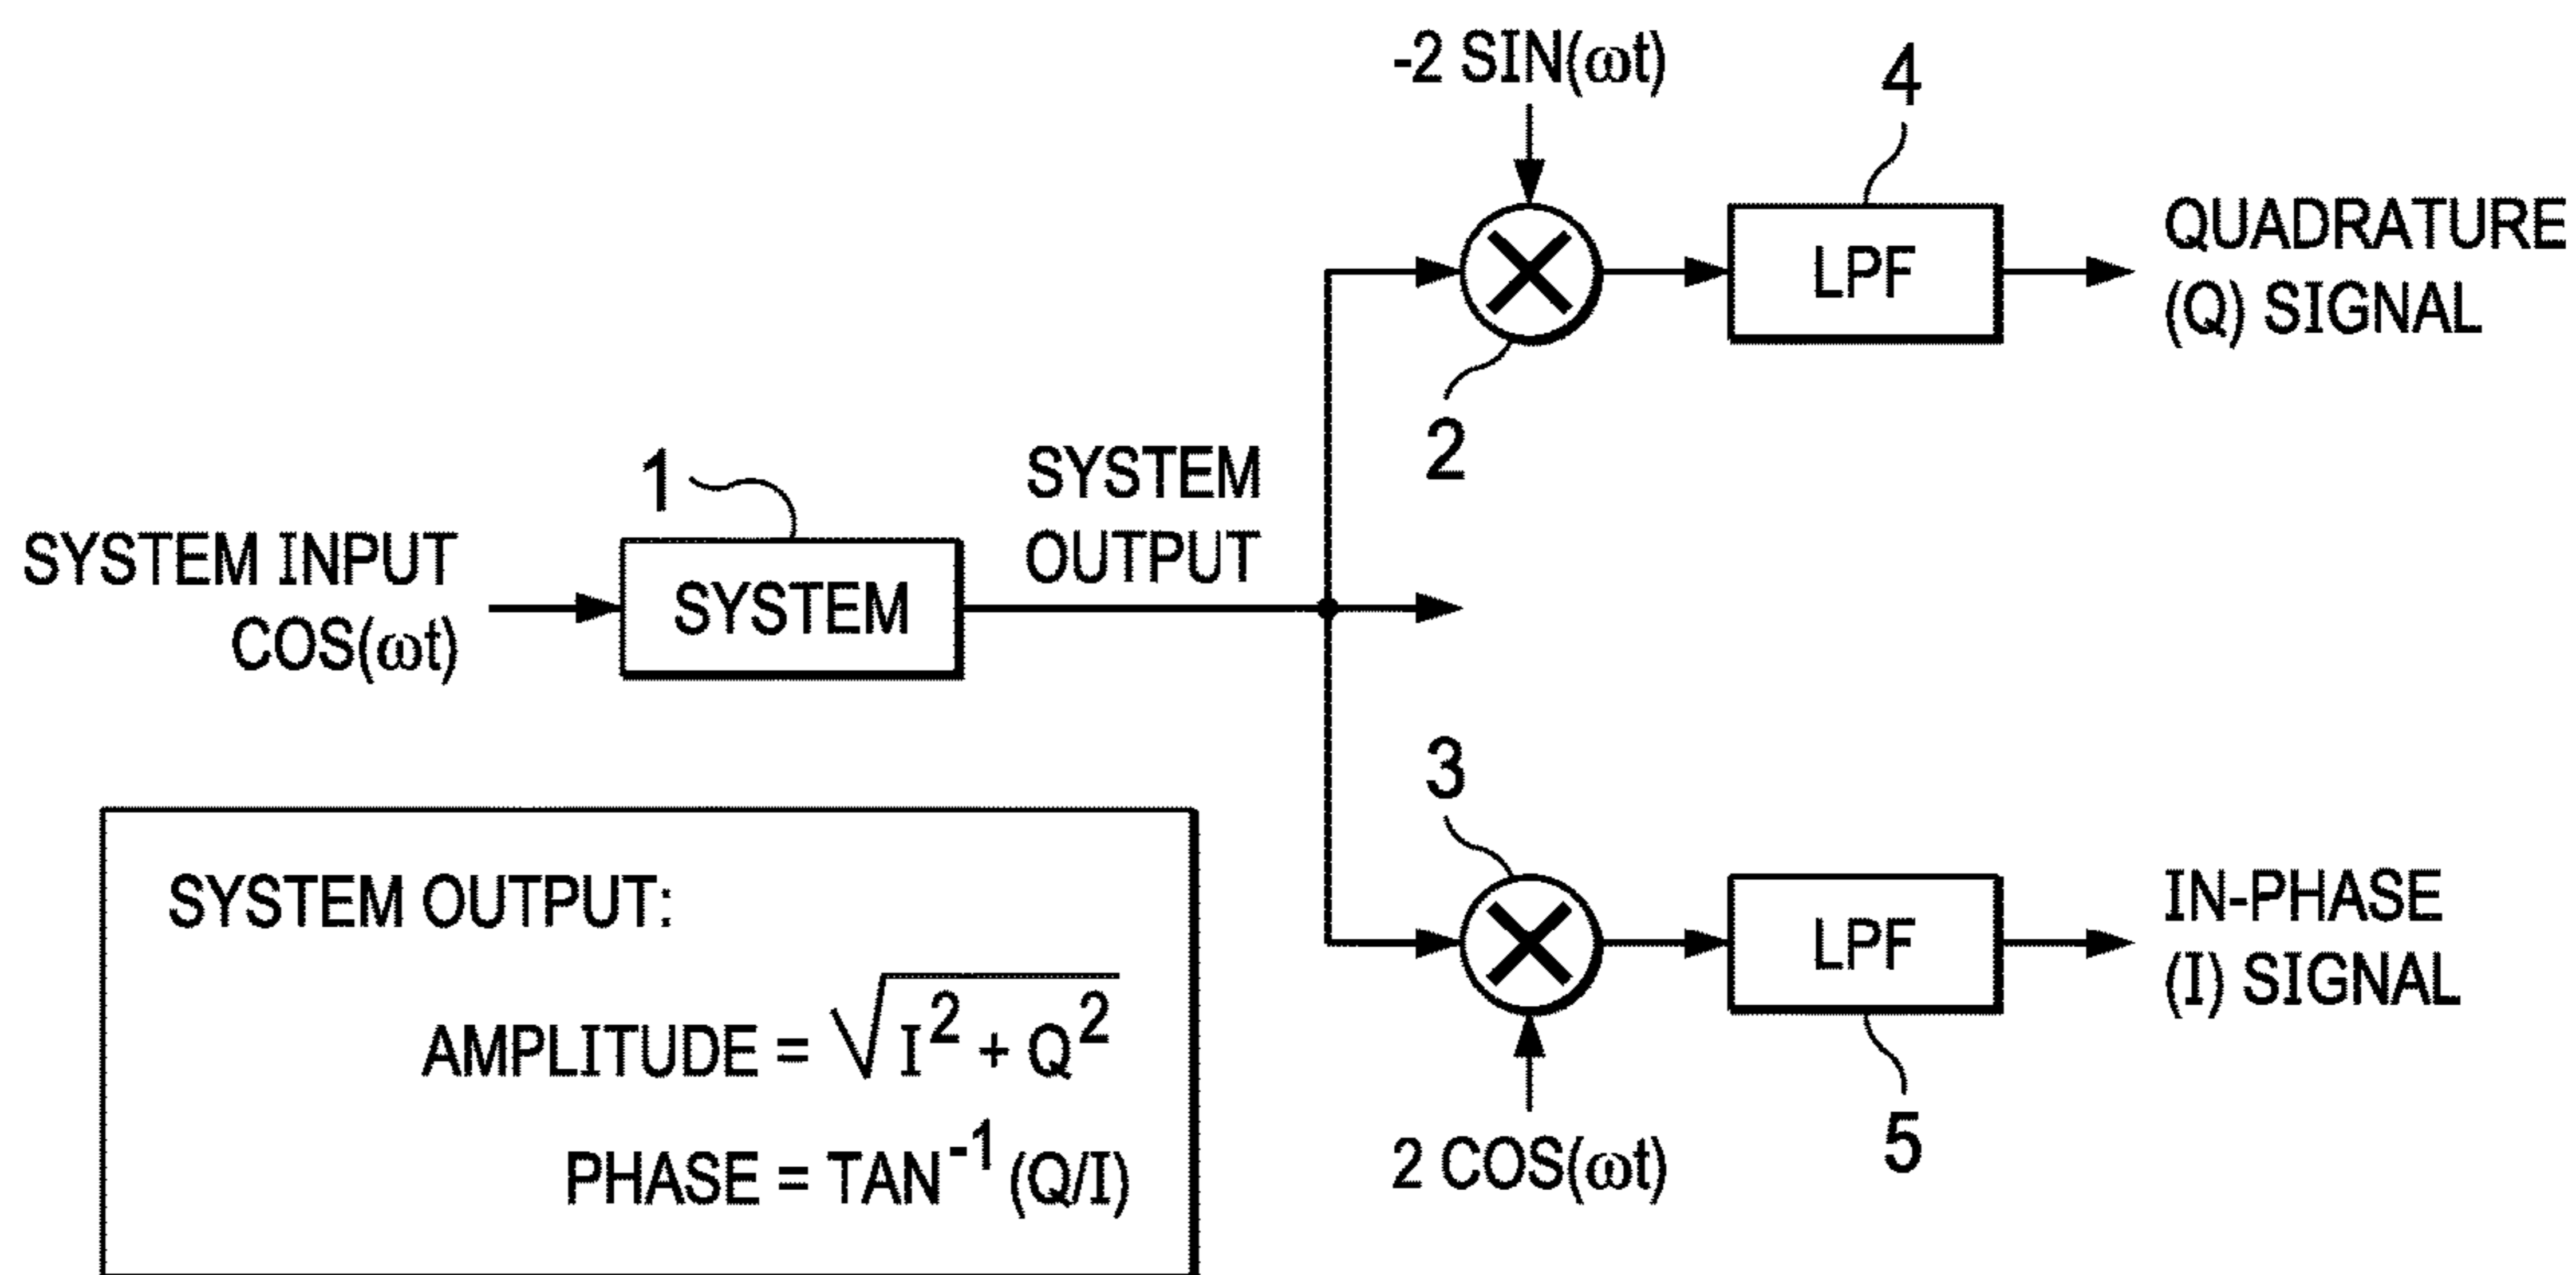 -2 SIN(ωt)
4
LPF
QUADRATURE
(Q) SIGNAL
2
1
SYSTEM
OUTPUT
SYSTEM INPUT
COS(ωt)
SYSTEM
3
LPF
IN-PHASE
(I) SIGNAL
2 COS(ωt)
5
SYSTEM OUTPUT:
AMPLITUDE = √I² + Q²
PHASE = TAN⁻¹ (Q/I)